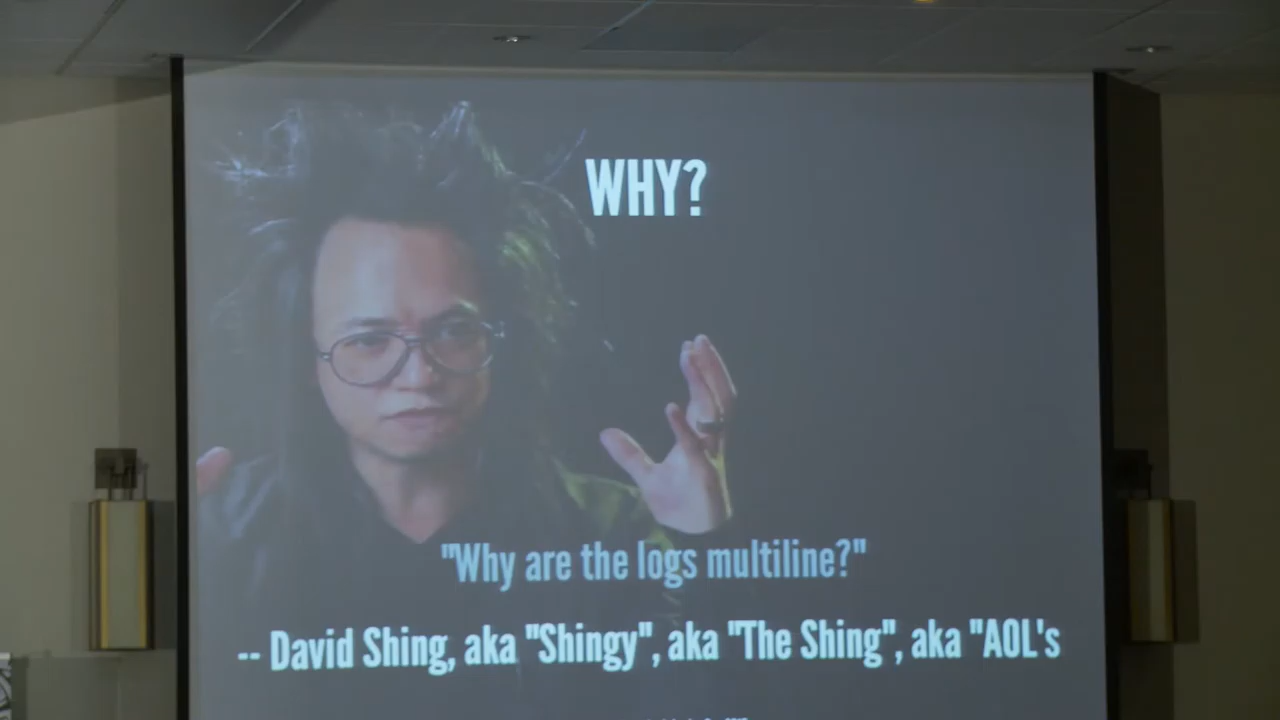 WHY?
"Why are the logs multiline?"
-- David Shing, aka "Shingy", aka "The Shing", aka "AOL's